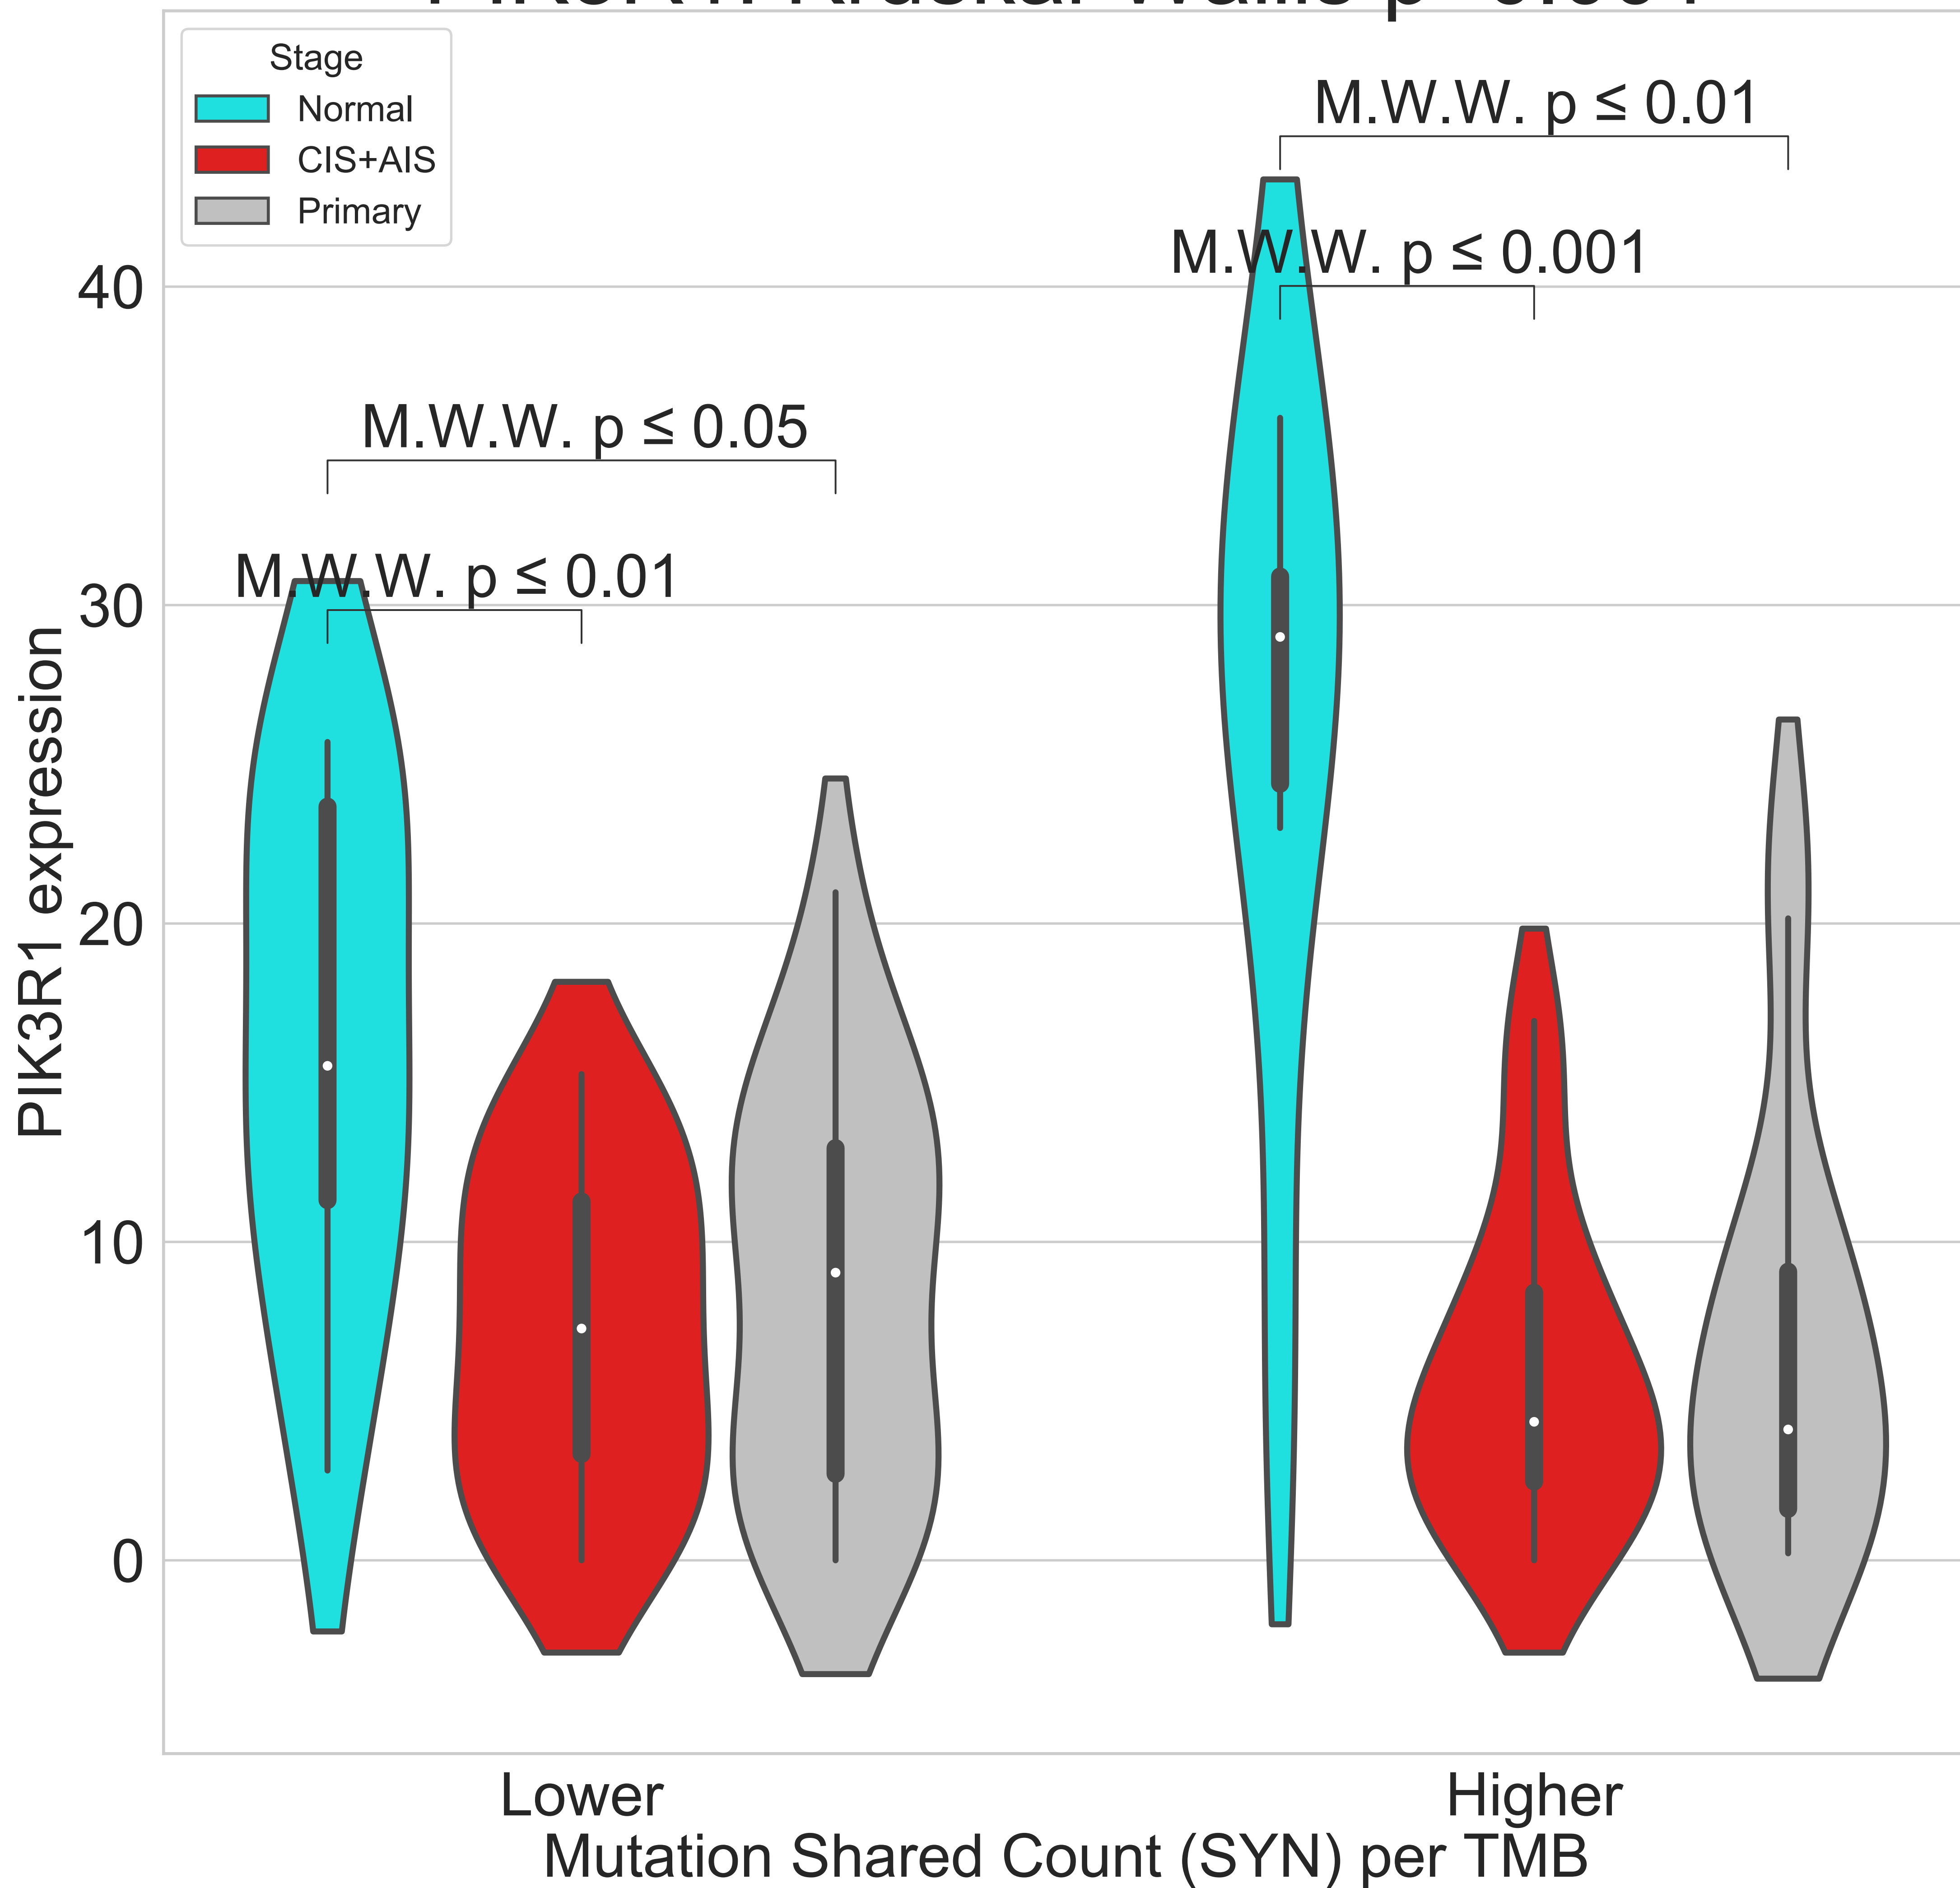 Stage
Normal
CIS+AIS
Primary
M.W.W. p ≤ 0.01
M.W.W. p ≤ 0.001
M.W.W. p ≤ 0.05
M.W.W. p ≤ 0.01
40
30
20
10
0
PIK3R1 expression
Lower
Higher
Mutation Shared Count (SYN) per TMB